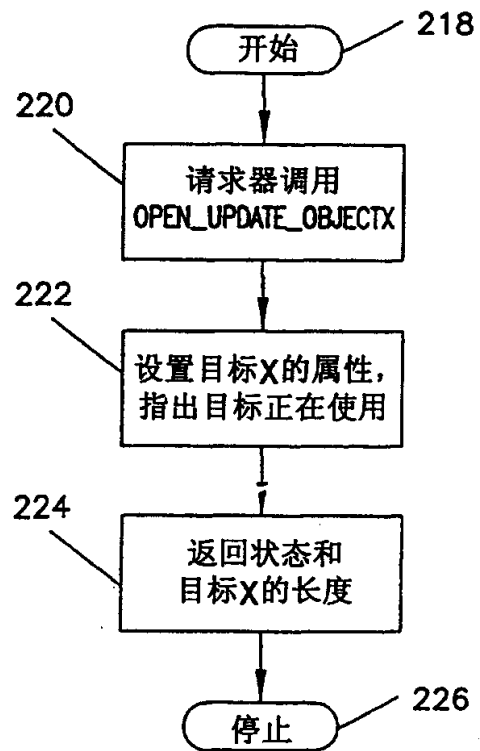 开始
218
220
请求器调用
OPEN_UPDATE_OBJECTX
222
设置目标X的属性，
指出目标正在使用
224
返回状态和
目标X的长度
停止
226